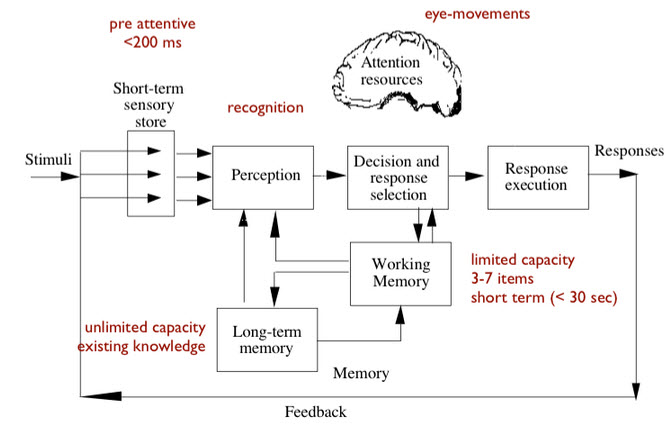 pre attentive
<200 ms
eye-movements
Attention
resources
Short-term
sensory
store
recognition
Stimuli
Perception
Decision and
response
selection
Response
execution
Responses
Working
Memory
limited capacity
3-7 items
short term (< 30 sec)
unlimited capacity
existing knowledge
Long-term
memory
Memory
Feedback